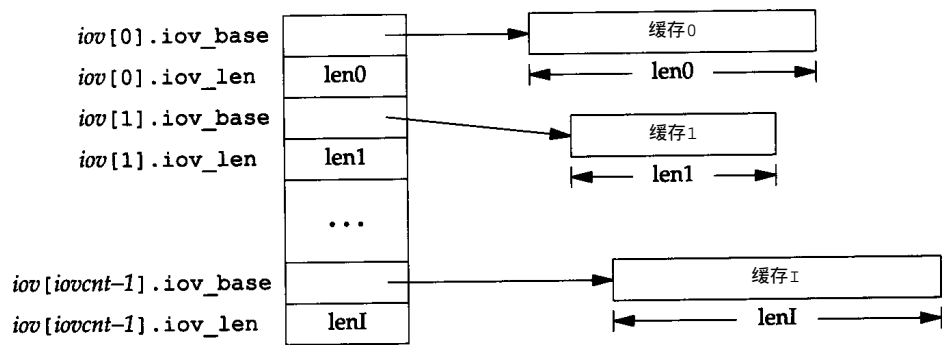 iov[0].iov_base 缓存0
iov[0].iov_len len0 len0
iov[1].iov_base 缓存1
iov[1].iov_len len1 len1
•••
iov[iovcnt–1].iov_base 缓存I
iov[iovcnt–1].iov_len lenI lenI